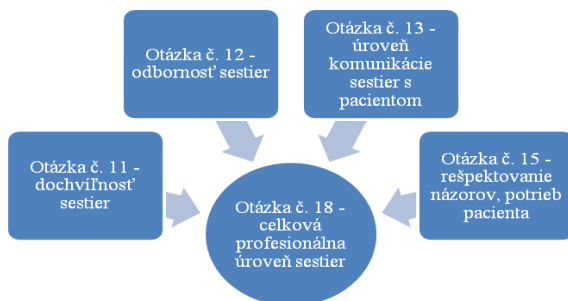 Otázka č. 12 -
odbornosť sestier
Otázka č. 13 -
úroveň
komunikácie
sestier s
pacientom
Otázka č. 11 -
dochvíľnosť
sestier
Otázka č. 15 -
rešpektovanie
názorov, potrieb
pacienta
Otázka č. 18 -
celková
profesionálna
úroveň sestier